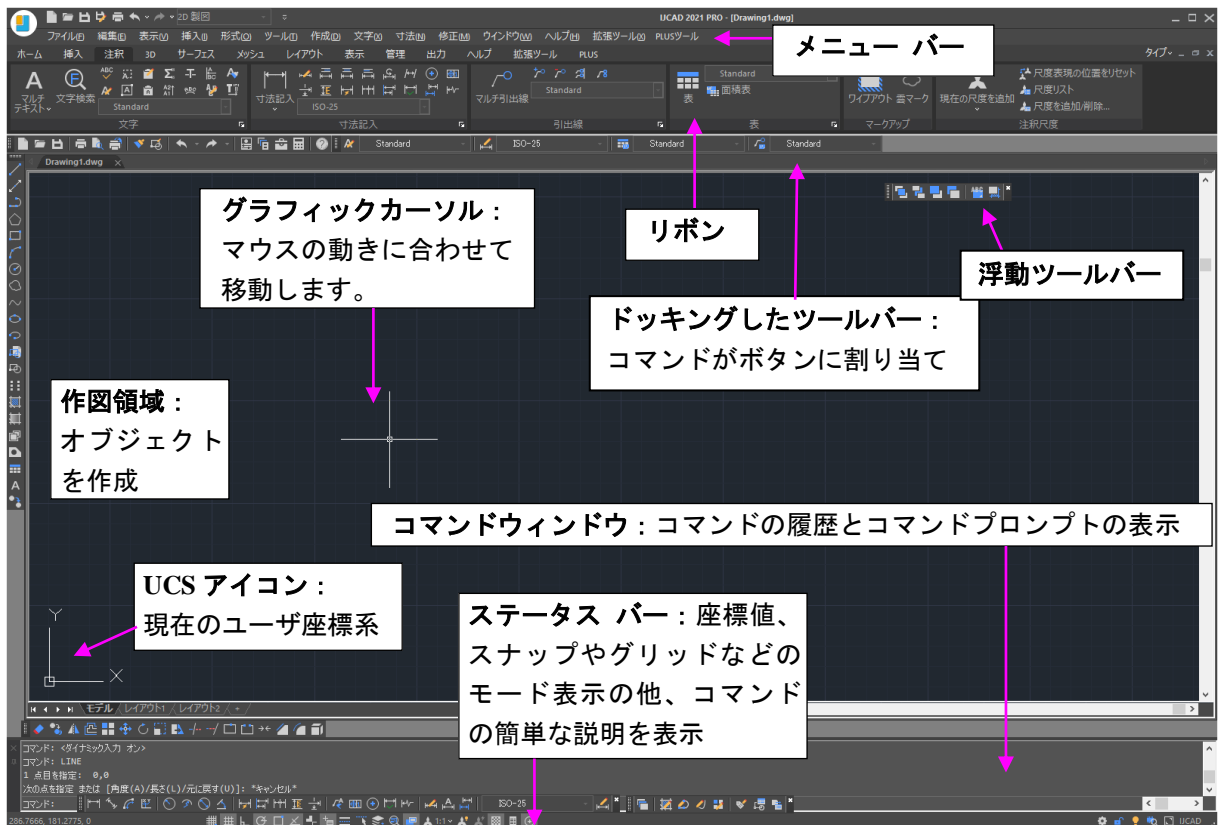 2D 製図
IJCAD 2021 PRO - [Drawing1.dwg]
ファイル(F) 編集(E) 表示(V) 挿入(I) 形式(O) ツール(T) 作成(D) 文字(X) 寸法(N) 修正(M) ウインドウ(W) ヘルプ(H) 拡張ツール(X) PLUSツール
メニュー バー
ホーム 挿入 注釈 3D サーフェス メッシュ レイアウト 表示 管理 出力 ヘルプ 拡張ツール PLUS
タイプ
マルチ
テキスト
文字検索
Standard
寸法記入
ISO-25
マルチ引出線
Standard
表
Standard
面積表
ワイプアウト 雲マーク
現在の尺度を追加
尺度表現の位置をリセット
尺度リスト
尺度を追加/削除...
文字 寸法記入 引出線 表 マークアップ 注釈尺度
Standard ISO-25 Standard Standard
Drawing1.dwg
グラフィックカーソル：
マウスの動きに合わせて
移動します。
リボン
浮動ツールバー
ドッキングしたツールバー：
コマンドがボタンに割り当て
作図領域：
オブジェクト
を作成
コマンドウィンドウ：コマンドの履歴とコマンドプロンプトの表示
UCS アイコン：
現在のユーザ座標系
ステータス バー：座標値、
スナップやグリッドなどの
モード表示の他、コマンド
の簡単な説明を表示
Y
X
モデル レイアウト1 レイアウト2 +
コマンド: <ダイナミック入力 オン>
コマンド: LINE
1 点目を指定: 0,0
次の点を指定 または [角度(A)/長さ(L)/元に戻す(U)]: *キャンセル*
コマンド:
ISO-25
286.7666, 181.2775, 0
1:1
IJCAD